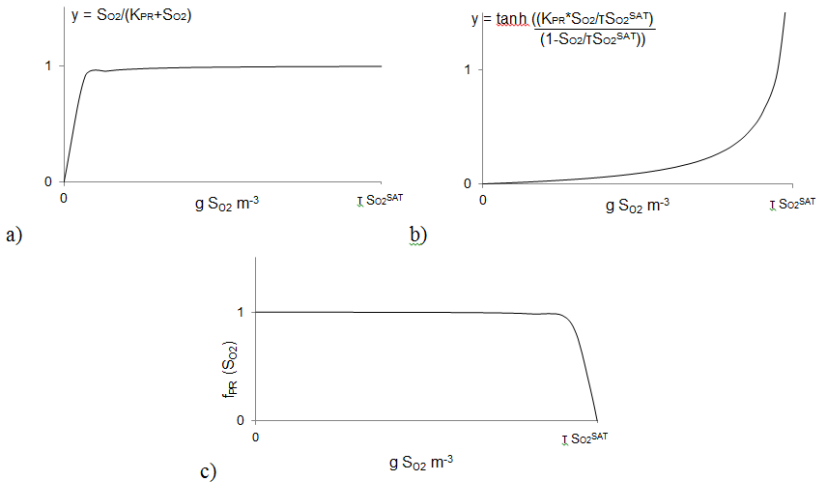 y = SO2/(KPR+SO2)
1
0
0
g SO2 m-3
τ SO2SAT
a)
y = tanh ((KPR*SO2/τSO2SAT)
(1-SO2/τSO2SAT))
1
0
0
g SO2 m-3
τ SO2SAT
b)
fPR (SO2)
1
0
0
g SO2 m-3
τ SO2SAT
c)